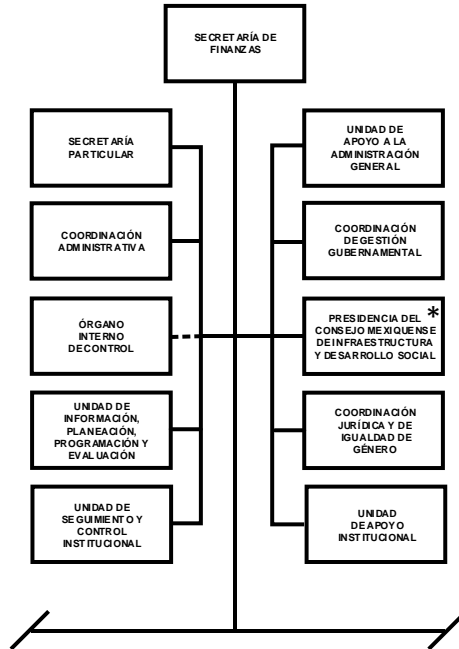 SECRETARÍA DE
FINANZAS
SECRETARÍA
PARTICULAR
UNIDAD DE
APOYO A LA
ADMINISTRACIÓN
GENERAL
COORDINACIÓN
ADMINISTRATIVA
COORDINACIÓN
DE GESTIÓN
GUBERNAMENTAL
ÓRGANO
INTERNO
DE CONTROL
PRESIDENCIA DEL *
CONSEJO MEXIQUENSE
DE INFRAESTRUCTURA
Y DESARROLLO SOCIAL
UNIDAD DE
INFORMACIÓN,
PLANEACIÓN,
PROGRAMACIÓN Y
EVALUACIÓN
COORDINACIÓN
JURÍDICA Y DE
IGUALDAD DE
GÉNERO
UNIDAD DE
SEGUIMIENTO Y
CONTROL
INSTITUCIONAL
UNIDAD
DE APOYO
INSTITUCIONAL